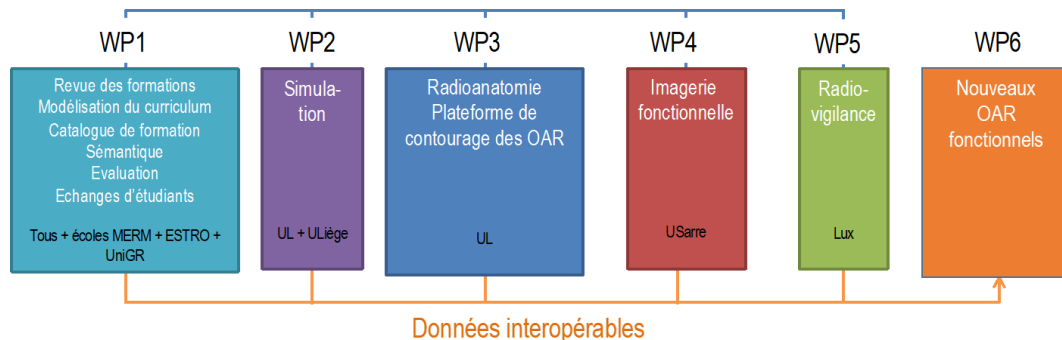 WP1
WP2
WP3
WP4
WP5
WP6
Revue des formations
Modélisation du curriculum
Catalogue de formation
Sémantique
Evaluation
Echanges d'étudiants
Tous + écoles MERM + ESTRO +
UniGR
Simula-
tion
UL + ULiège
Radioanatomie
Plateforme de
contourage des OAR
UL
Imagerie
fonctionnelle
USarre
Radio-
vigilance
Lux
Nouveaux
OAR
fonctionnels
Données interopérables